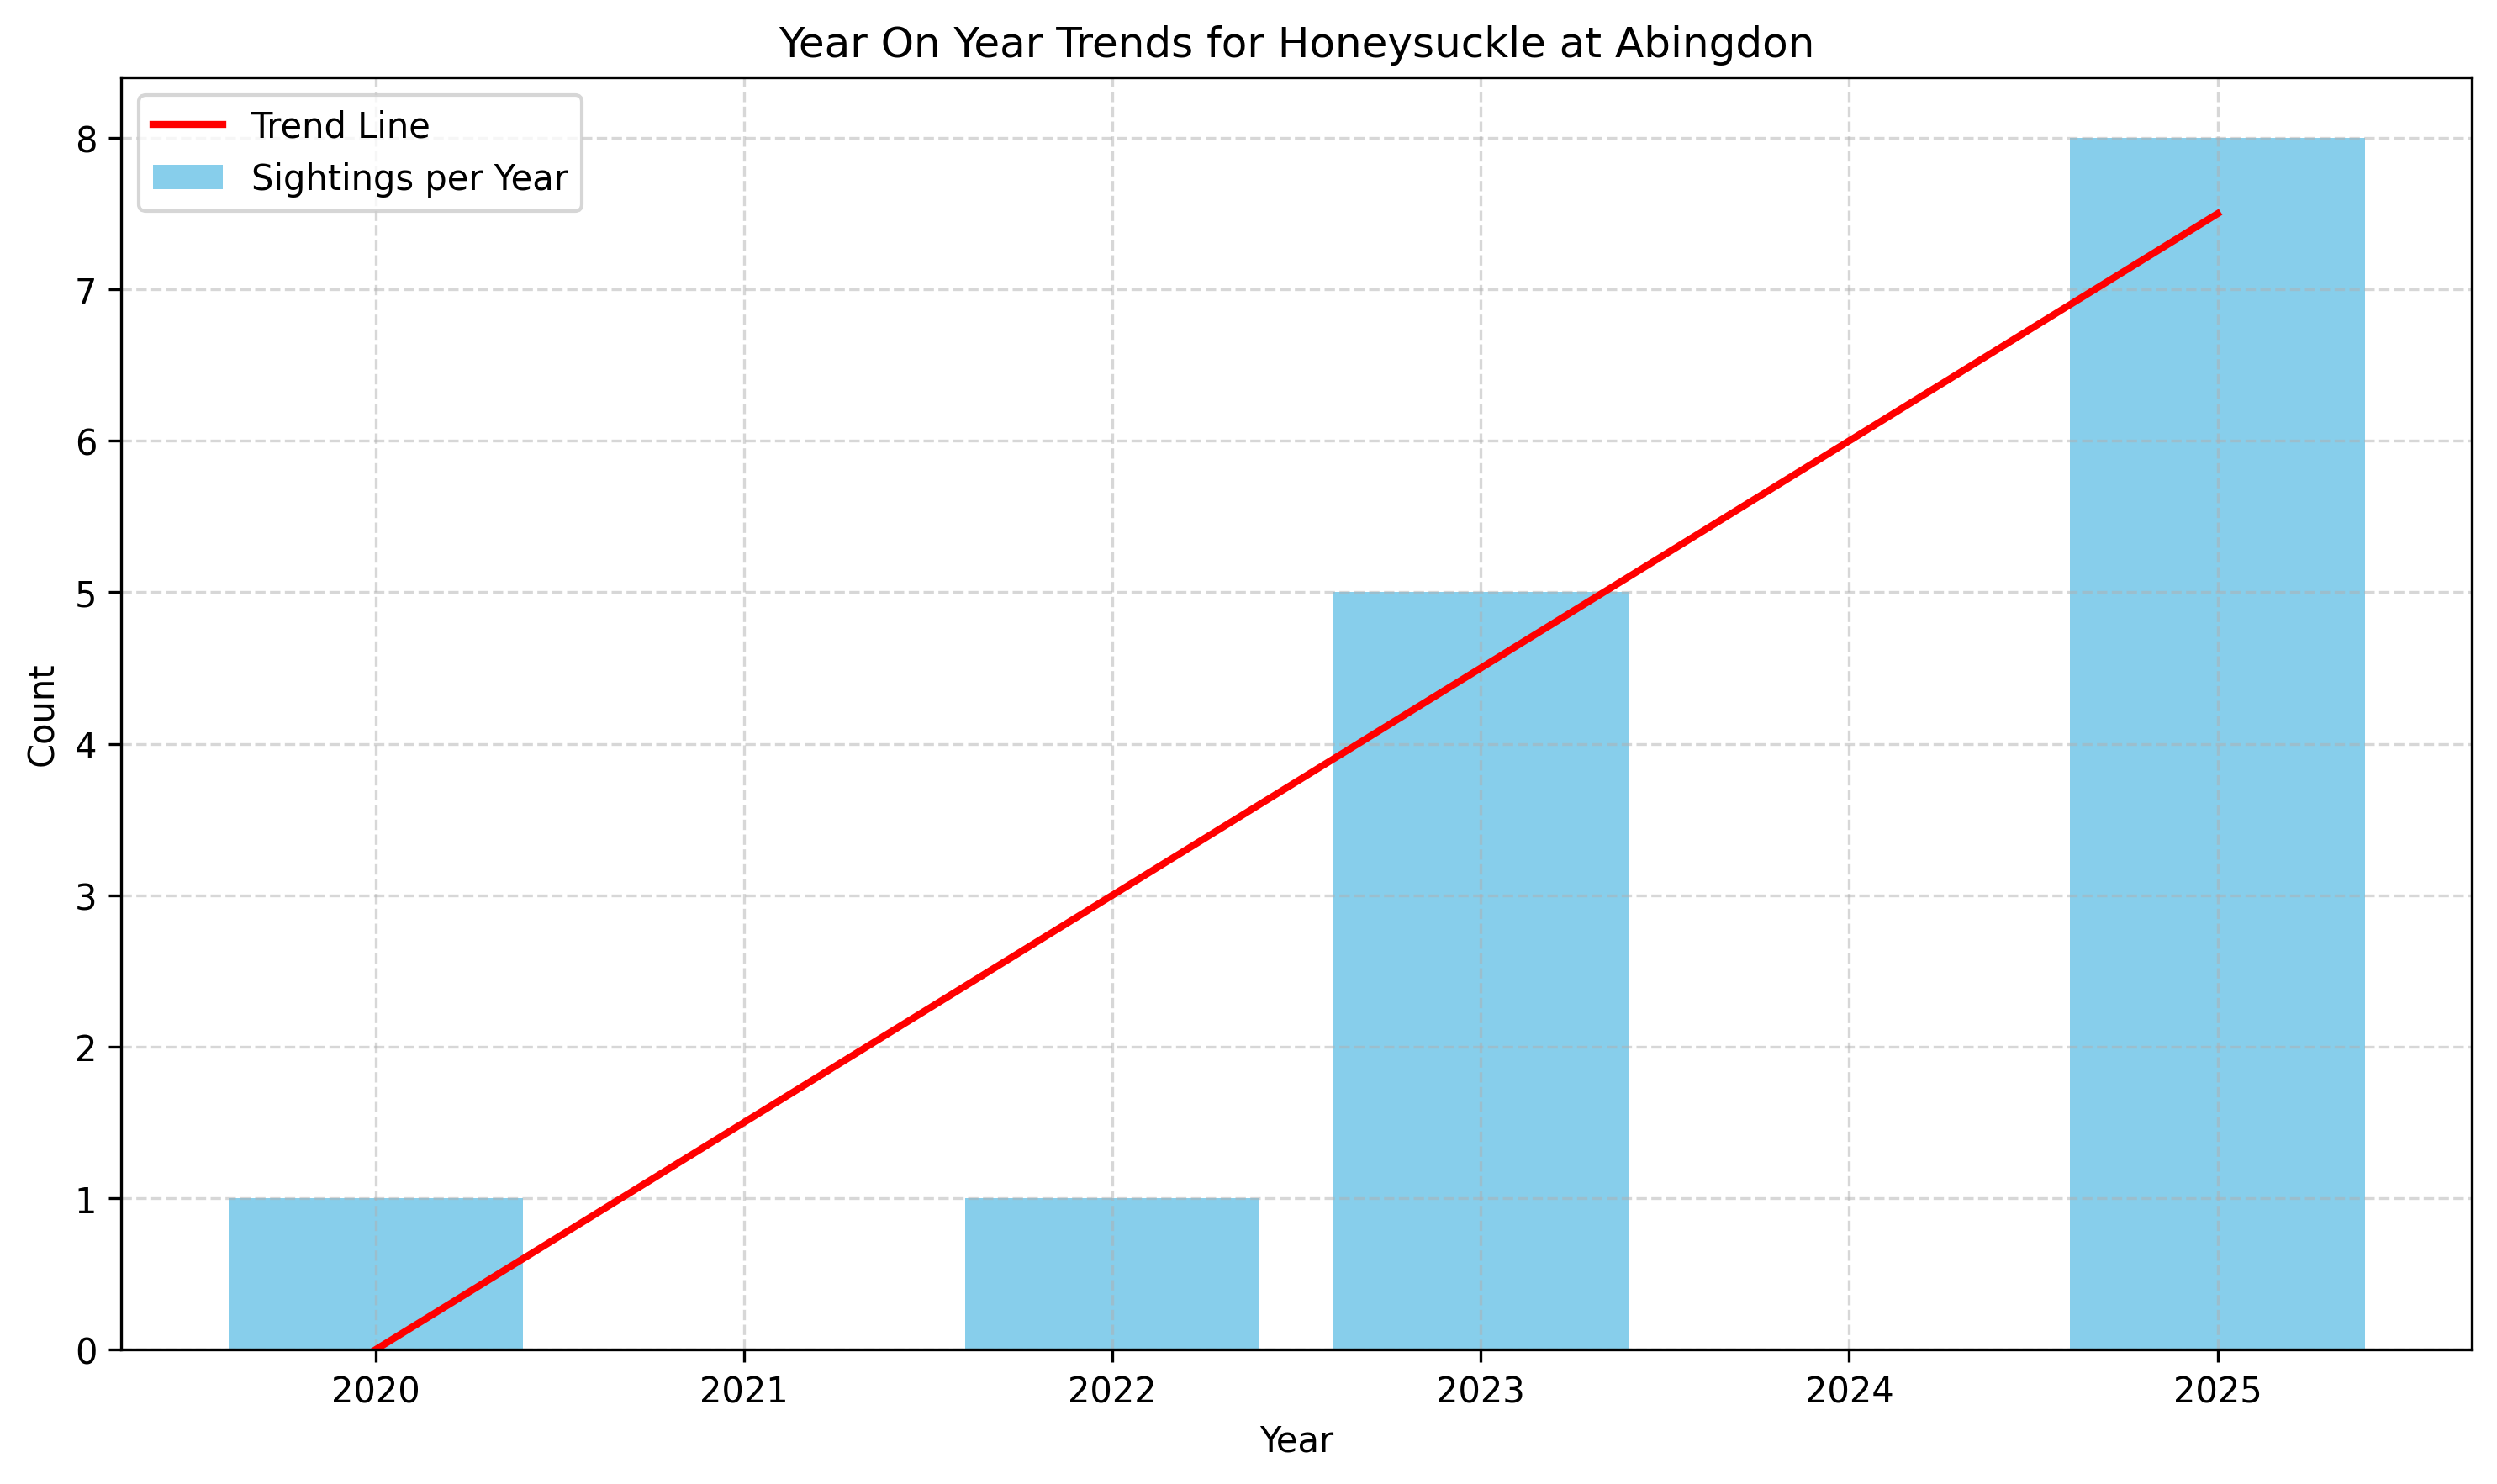 Year On Year Trends for Honeysuckle at Abingdon
Trend Line
Sightings per Year
8
7
6
5
4
3
2
1
0
Count
2020 2021 2022 2023 2024 2025
Year